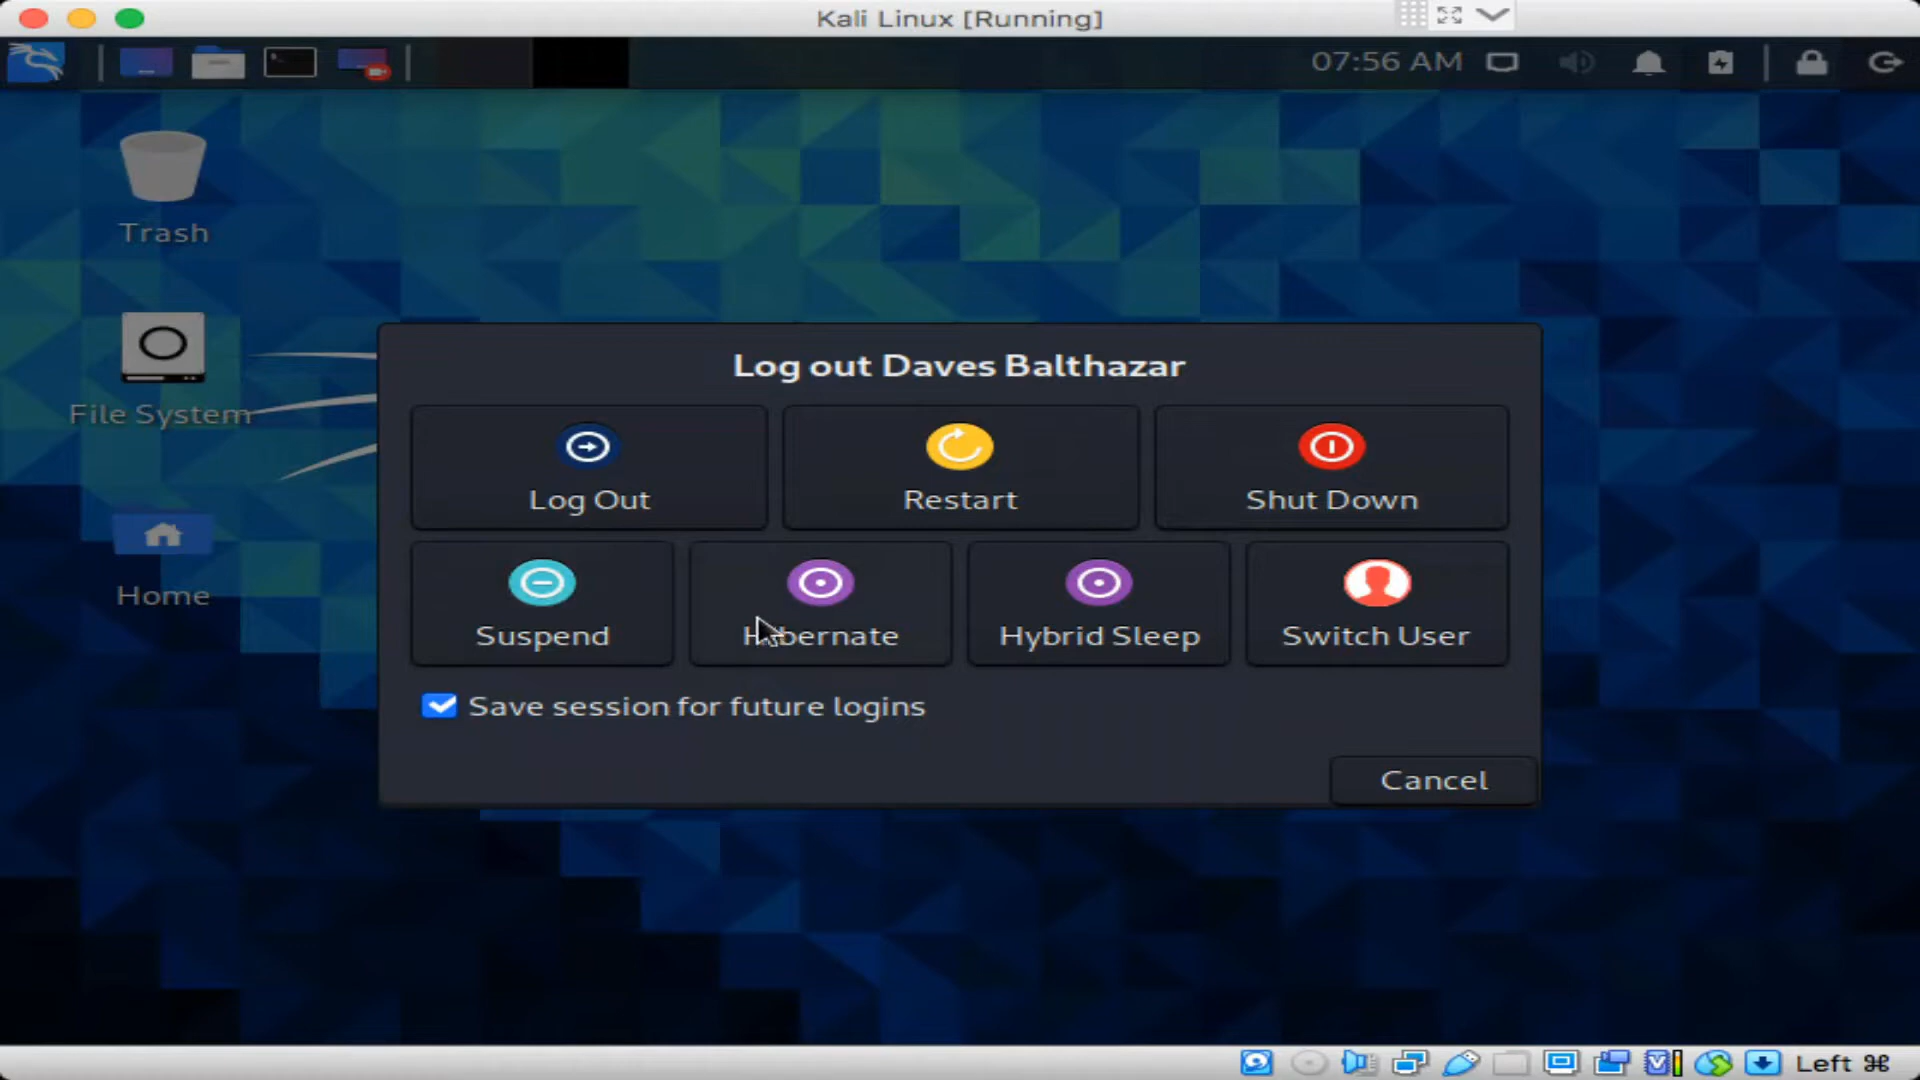 Kali Linux [Running]
07:56 AM
Trash
File System
Home
Log out Daves Balthazar
Log Out
Restart
Shut Down
Suspend
Hibernate
Hybrid Sleep
Switch User
Save session for future logins
Cancel
Left ⌘